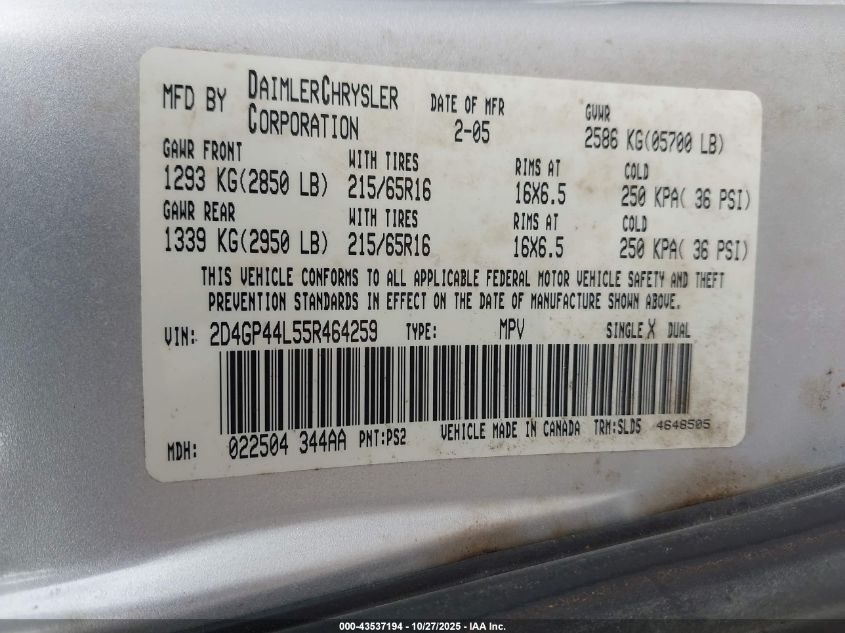 MFD BY DAIMLERCHRYSLER CORPORATION
DATE OF MFR 2-05
GVWR 2586 KG(05700 LB)
GAWR FRONT WITH TIRES RIMS AT COLD
1293 KG(2850 LB) 215/65R16 16X6.5 250 KPA( 36 PSI)
GAWR REAR WITH TIRES RIMS AT COLD
1339 KG(2950 LB) 215/65R16 16X6.5 250 KPA( 36 PSI)
THIS VEHICLE CONFORMS TO ALL APPLICABLE FEDERAL MOTOR VEHICLE SAFETY AND THEFT
PREVENTION STANDARDS IN EFFECT ON THE DATE OF MANUFACTURE SHOWN ABOVE.
VIN: 2D4GP44L55R464259 TYPE: MPV SINGLE X DUAL
MDH: 022504 344AA PNT:PS2 VEHICLE MADE IN CANADA TRM:SLD5 4648505
000-43537194 - 10/27/2025 - IAA Inc.